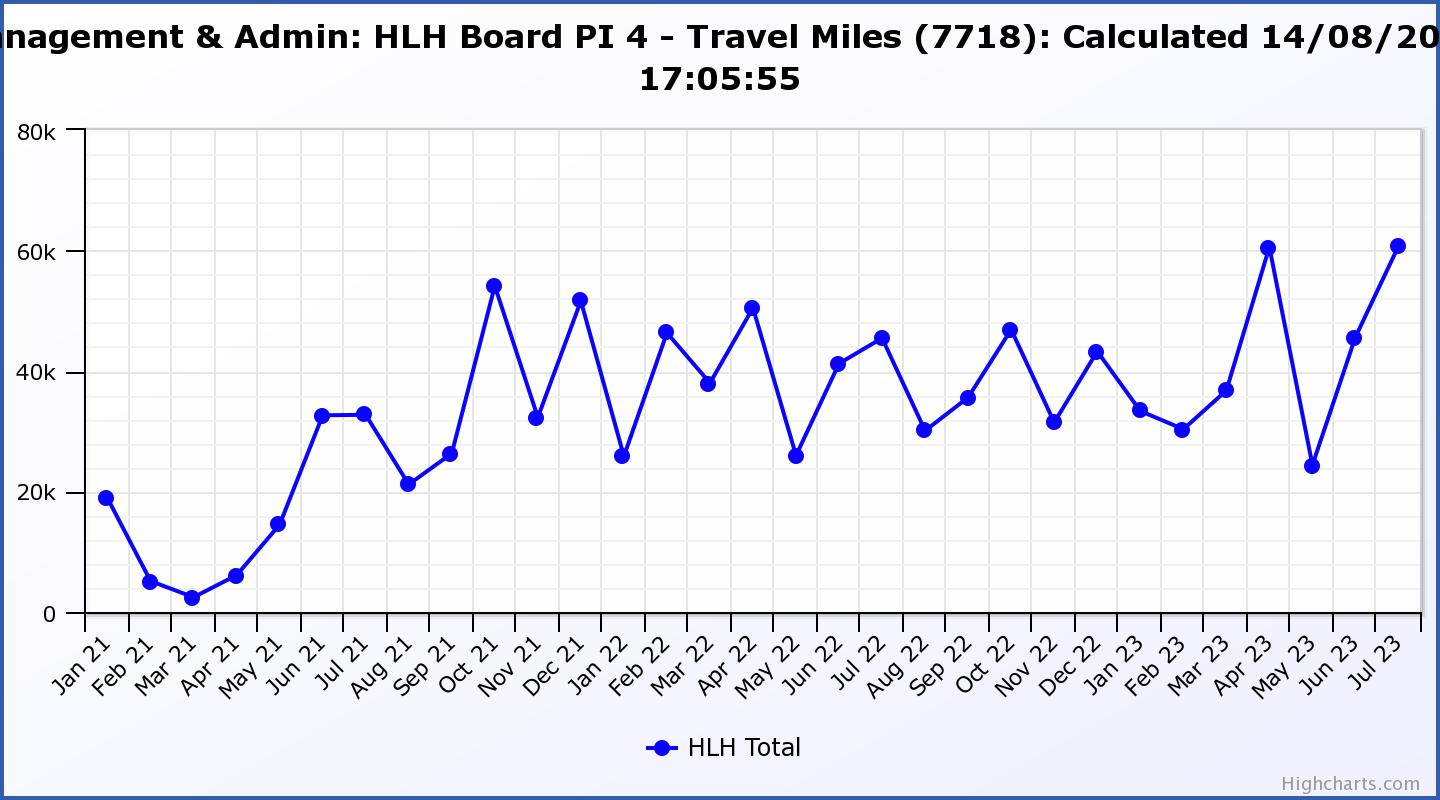 nagement & Admin: HLH Board PI 4 - Travel Miles (7718): Calculated 14/08/20
17:05:55
80k
60k
40k
20k
0
Jan 21
Feb 21
Mar 21
Apr 21
May 21
Jun 21
Jul 21
Aug 21
Sep 21
Oct 21
Nov 21
Dec 21
Jan 22
Feb 22
Mar 22
Apr 22
May 22
Jun 22
Jul 22
Aug 22
Sep 22
Oct 22
Nov 22
Dec 22
Jan 23
Feb 23
Mar 23
Apr 23
May 23
Jun 23
Jul 23
HLH Total
Highcharts.com